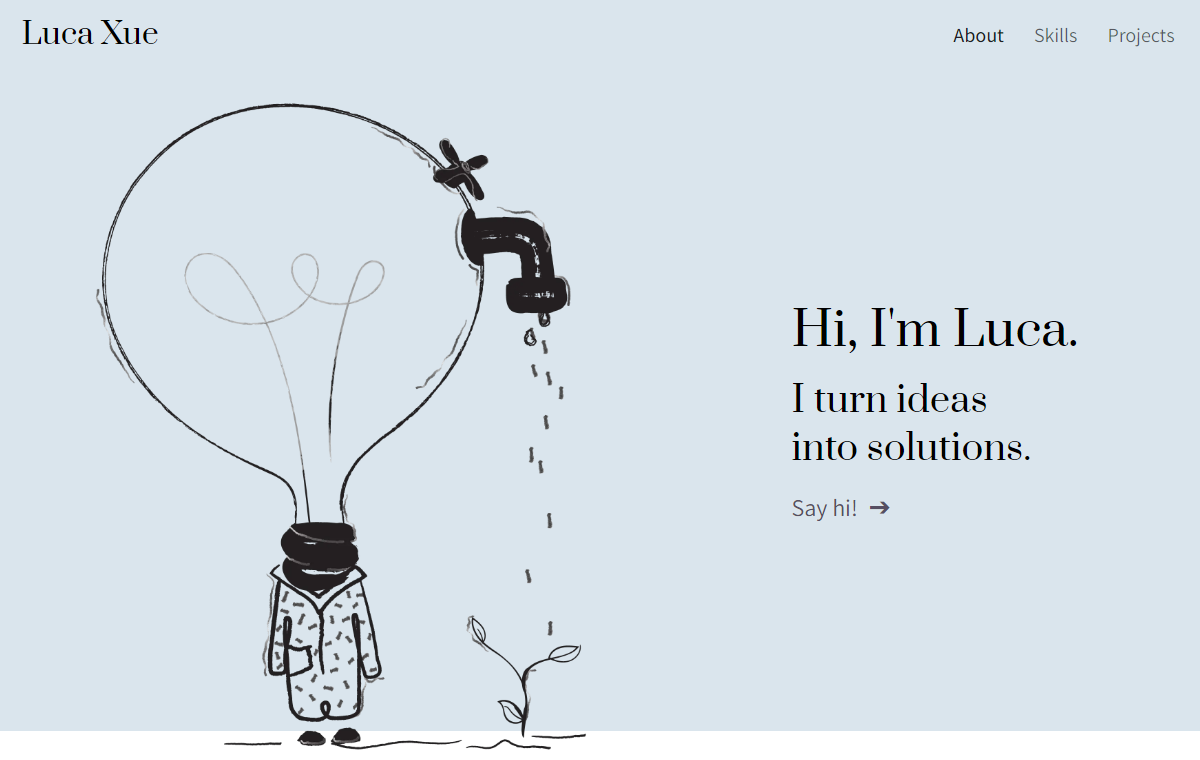 Luca Xue
About Skills Projects
Hi, I'm Luca.
I turn ideas
into solutions.
Say hi! ➔